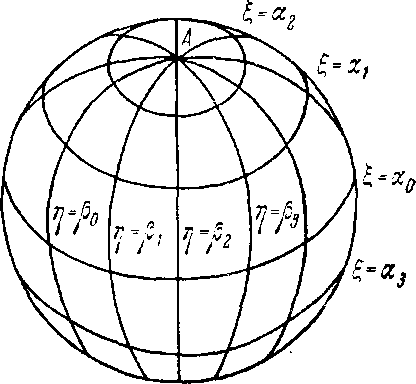 ξ = α₂
A
ξ = α₁
ξ = α₀
η = β₀
η = β₁
η = β₂
η = β₃
ξ = α₃